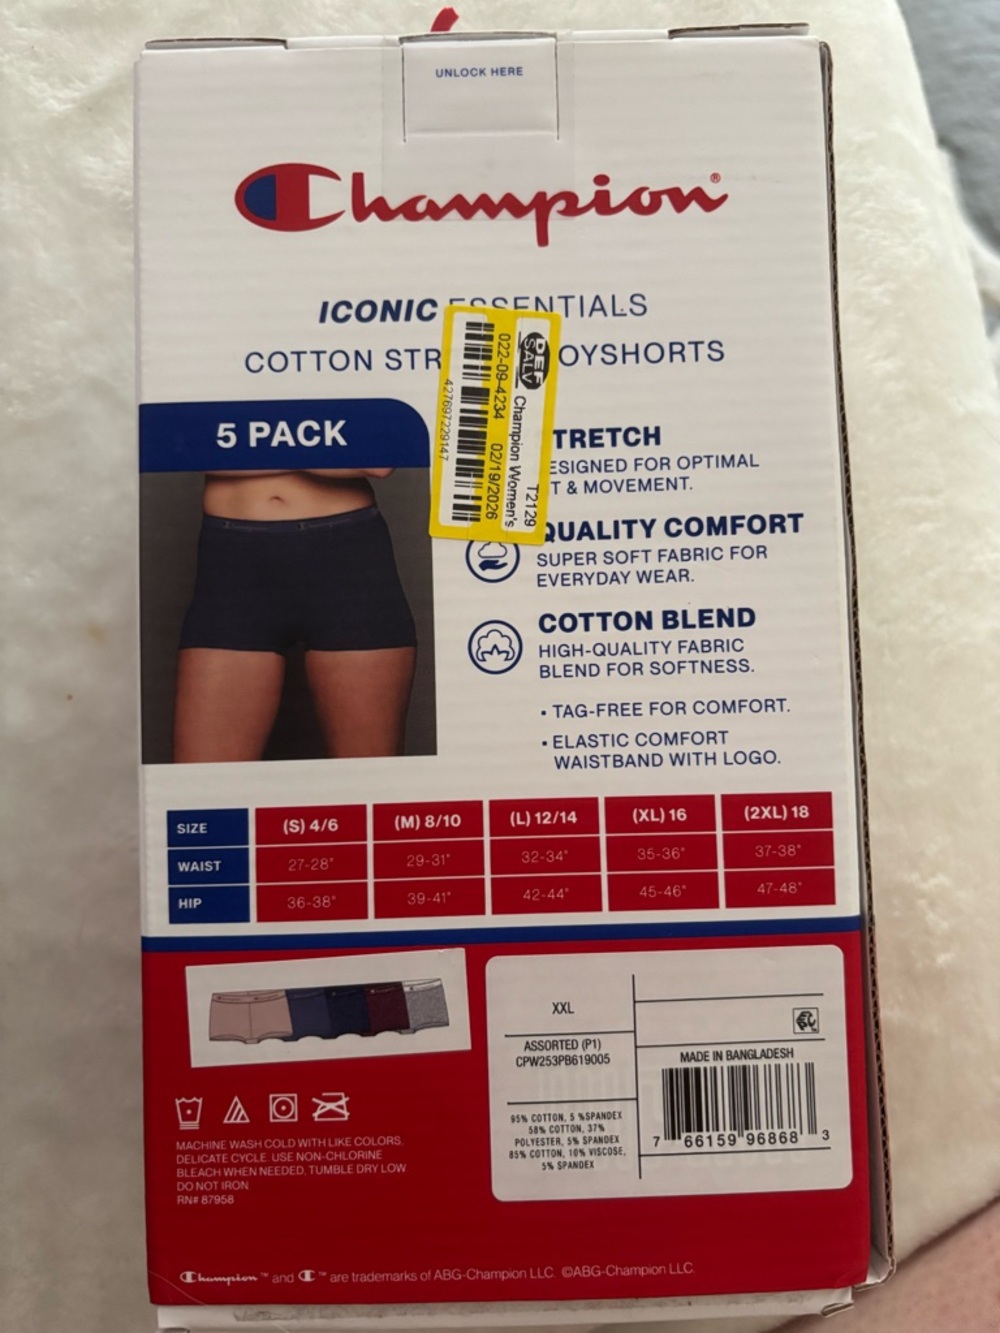 UNLOCK HERE
Champion®
ICONIC ESSENTIALS
COTTON STR OYSHORTS
DEF
SALV
022-09-4234 02/19/2026
Champion Women's T2129
427697229147
5 PACK
TRETCH
ESIGNED FOR OPTIMAL
T & MOVEMENT.
QUALITY COMFORT
SUPER SOFT FABRIC FOR
EVERYDAY WEAR.
COTTON BLEND
HIGH-QUALITY FABRIC
BLEND FOR SOFTNESS.
• TAG-FREE FOR COMFORT.
• ELASTIC COMFORT
WAISTBAND WITH LOGO.
SIZE (S) 4/6 (M) 8/10 (L) 12/14 (XL) 16 (2XL) 18
WAIST 27-28" 29-31" 32-34" 35-36" 37-38"
HIP 36-38" 39-41" 42-44" 45-46" 47-48"
XXL
ASSORTED (P1)
CPW253PB619005
95% COTTON, 5 %SPANDEX
58% COTTON, 37%
POLYESTER, 5% SPANDEX
85% COTTON, 10% VISCOSE,
5% SPANDEX
MADE IN BANGLADESH
7 66159 96868 3
MACHINE WASH COLD WITH LIKE COLORS.
DELICATE CYCLE. USE NON-CHLORINE
BLEACH WHEN NEEDED. TUMBLE DRY LOW
DO NOT IRON
RN# 87958
Champion ™ and C ™ are trademarks of ABG-Champion LLC. ©ABG-Champion LLC.